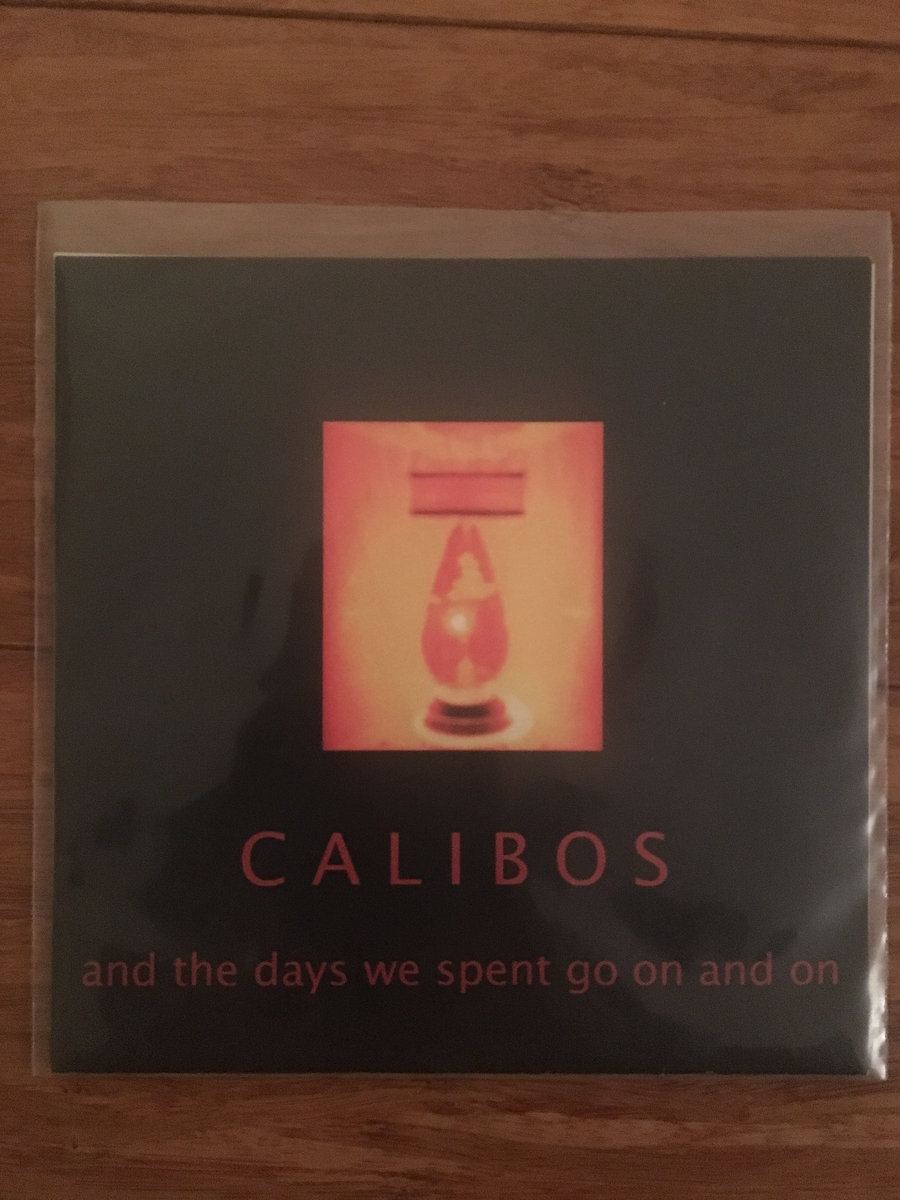 CALIBOS
and the days we spent go on and on